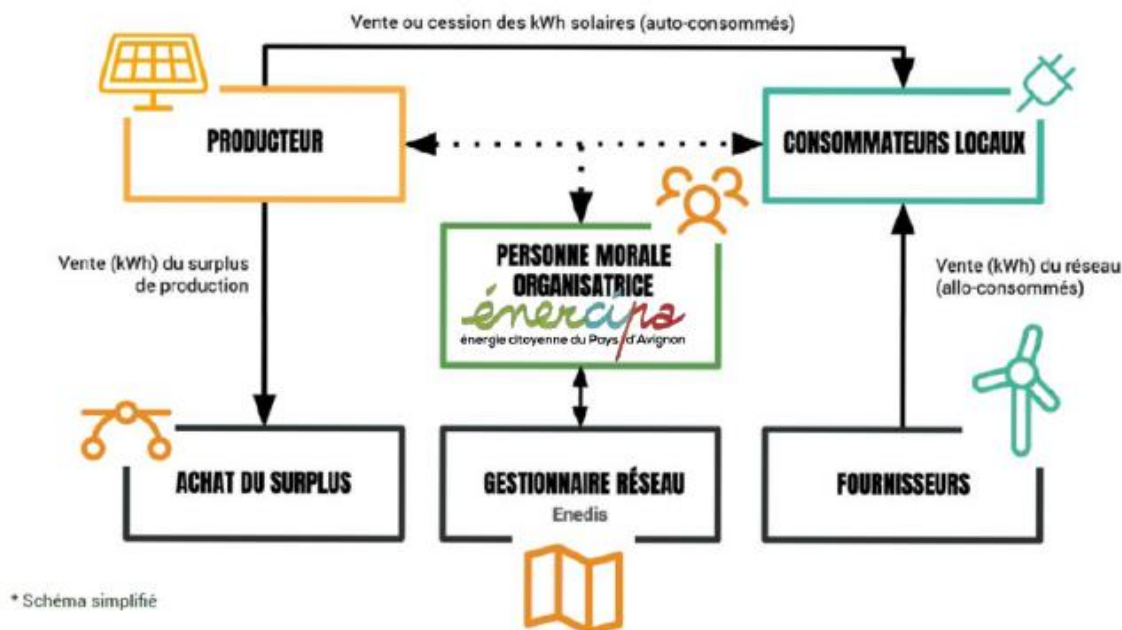 Vente ou cession des kWh solaires (auto-consommés)
PRODUCTEUR
CONSOMMATEURS LOCAUX
PERSONNE MORALE
ORGANISATRICE
énercipa
énergie citoyenne du Pays d'Avignon
Vente (kWh) du surplus
de production
Vente (kWh) du réseau
(allo-consommés)
ACHAT DU SURPLUS
GESTIONNAIRE RÉSEAU
Enedis
FOURNISSEURS
* Schéma simplifié